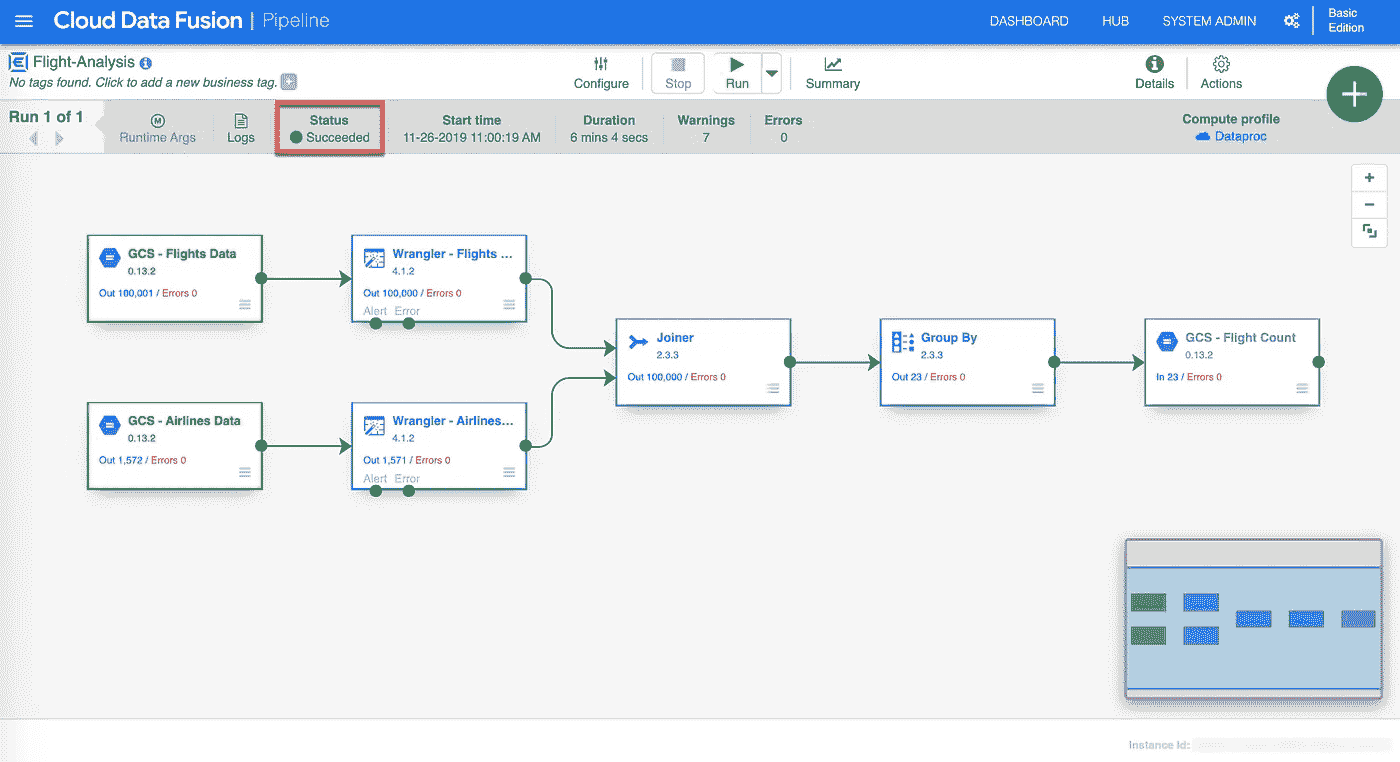 Cloud Data Fusion | Pipeline
DASHBOARD
HUB
SYSTEM ADMIN
Basic
Edition
Flight-Analysis
No tags found. Click to add a new business tag.
Configure
Stop
Run
Summary
Details
Actions
Run 1 of 1
Runtime Args
Logs
Status
Succeeded
Start time
11-26-2019 11:00:19 AM
Duration
6 mins 4 secs
Warnings
7
Errors
0
Compute profile
Dataproc
GCS - Flights Data
0.13.2
Out 100,001 / Errors 0
Wrangler - Flights ...
4.1.2
Out 100,000 / Errors 0
Alert Error
Joiner
2.3.3
Out 100,000 / Errors 0
Group By
2.3.3
Out 23 / Errors 0
GCS - Flight Count
0.13.2
In 23 / Errors 0
GCS - Airlines Data
0.13.2
Out 1,572 / Errors 0
Wrangler - Airlines...
4.1.2
Out 1,571 / Errors 0
Alert Error
Instance Id: